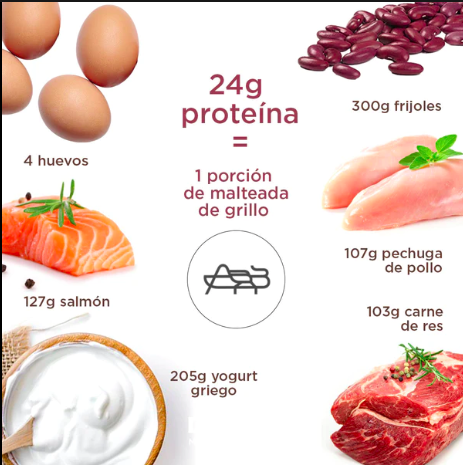 24g
proteína
=
1 porción
de malteada
de grillo
4 huevos
300g frijoles
127g salmón
107g pechuga
de pollo
103g carne
de res
205g yogurt
griego